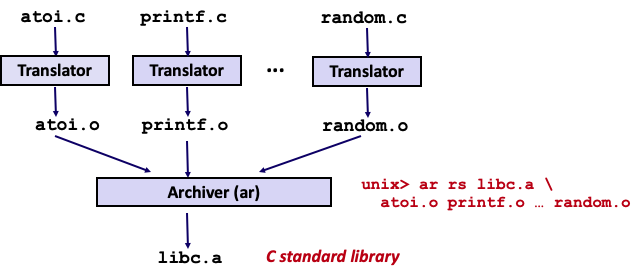 atoi.c printf.c random.c
Translator Translator ... Translator
atoi.o printf.o random.o
Archiver (ar)
unix> ar rs libc.a \
atoi.o printf.o … random.o
libc.a C standard library